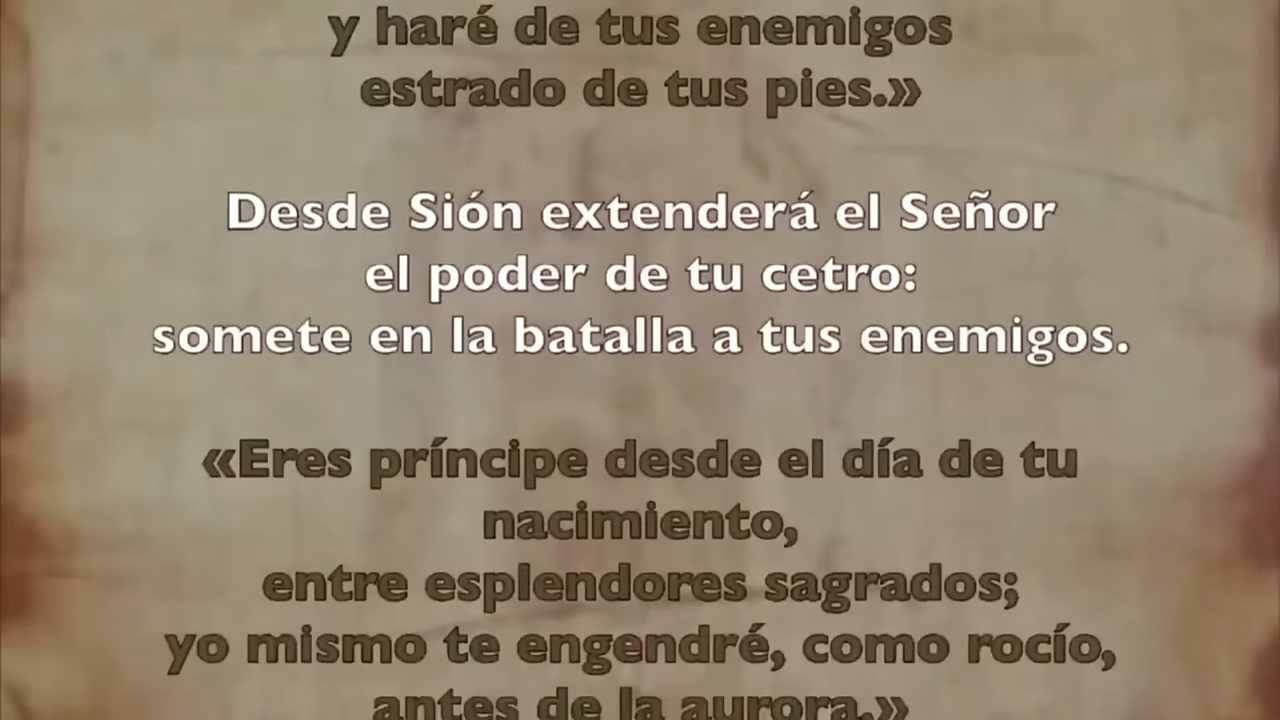 y haré de tus enemigos
estrado de tus pies.»
Desde Sión extenderá el Señor
el poder de tu cetro:
somete en la batalla a tus enemigos.
«Eres príncipe desde el día de tu
nacimiento,
entre esplendores sagrados;
yo mismo te engendré, como rocío,
antes de la aurora.»